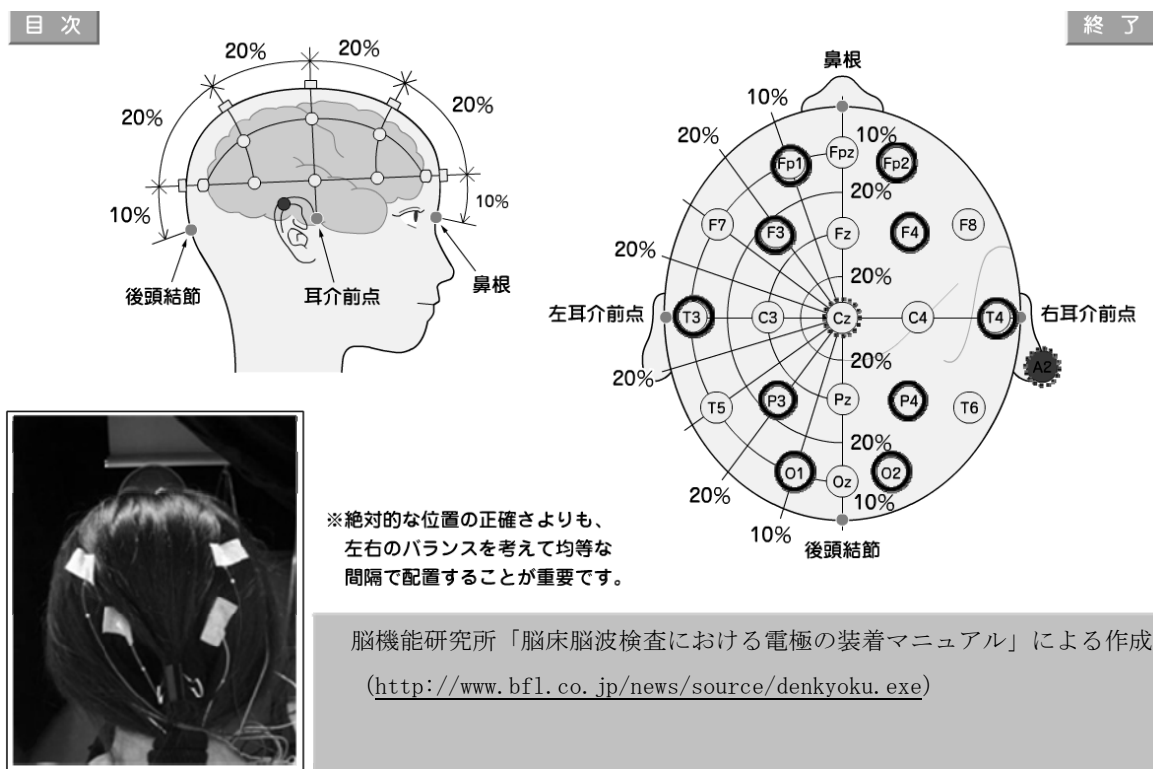 目 次
終 了
20%
20%
20%
20%
10%
10%
後頭結節
耳介前点
鼻根
鼻根
10%
20%
10%
20%
20%
20%
20%
20%
20%
20%
10%
10%
Fp1
Fpz
Fp2
F7
F3
Fz
F4
F8
左耳介前点
T3
C3
Cz
C4
T4
右耳介前点
A2
T5
P3
Pz
P4
T6
O1
Oz
O2
後頭結節
※絶対的な位置の正確さよりも、
左右のバランスを考えて均等な
間隔で配置することが重要です。
脳機能研究所「脳床脳波検査における電極の装着マニュアル」による作成
(http://www.bfl.co.jp/news/source/denkyoku.exe)